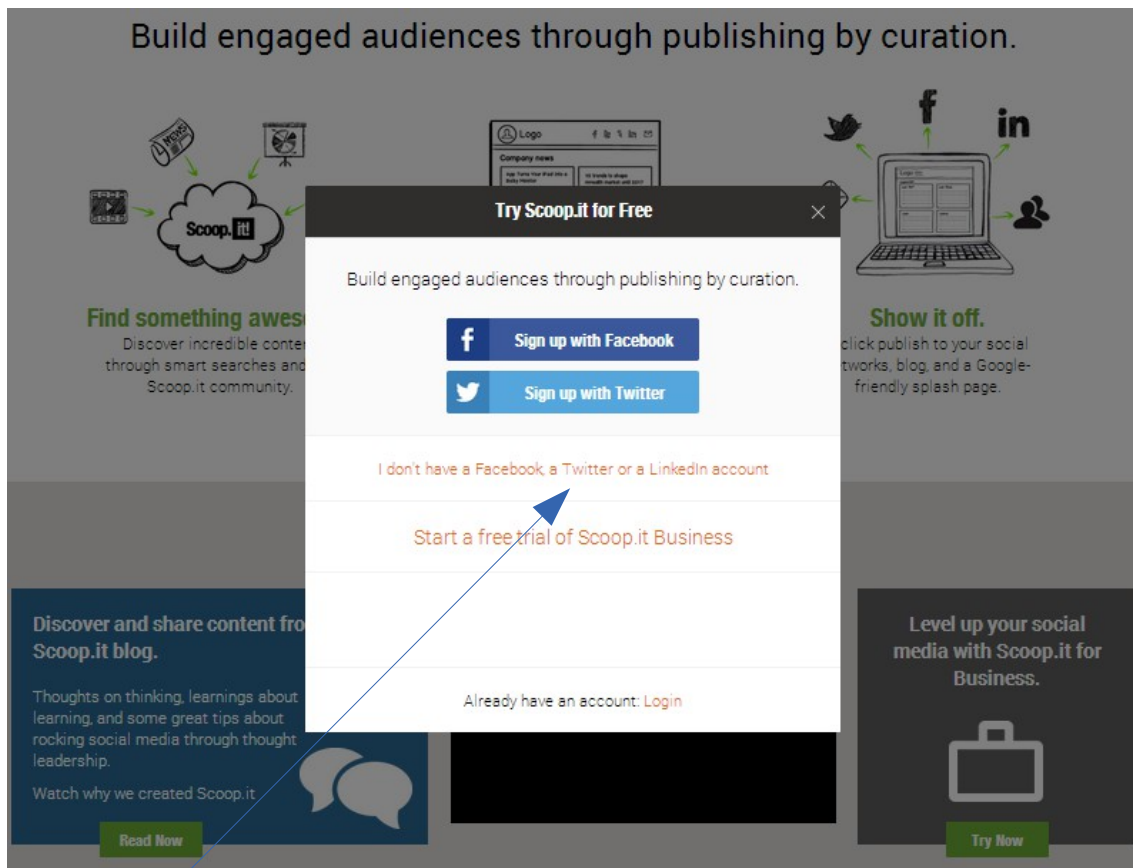 Build engaged audiences through publishing by curation.
NEWS
Scoop.it!
Logo
Company news
Try Scoop.it for Free
Build engaged audiences through publishing by curation.
Sign up with Facebook
Sign up with Twitter
I don't have a Facebook, a Twitter or a LinkedIn account
Start a free trial of Scoop.it Business
Already have an account: Login
Find something awes
Discover incredible conte
through smart searches and
Scoop.it community.
Show it off.
click publish to your social
tworks, blog, and a Google-
friendly splash page.
Discover and share content fro
Scoop.it blog.
Thoughts on thinking, learnings about
learning, and some great tips about
rocking social media through thought
leadership.
Watch why we created Scoop.it
Read Now
Level up your social
media with Scoop.it for
Business.
Try Now